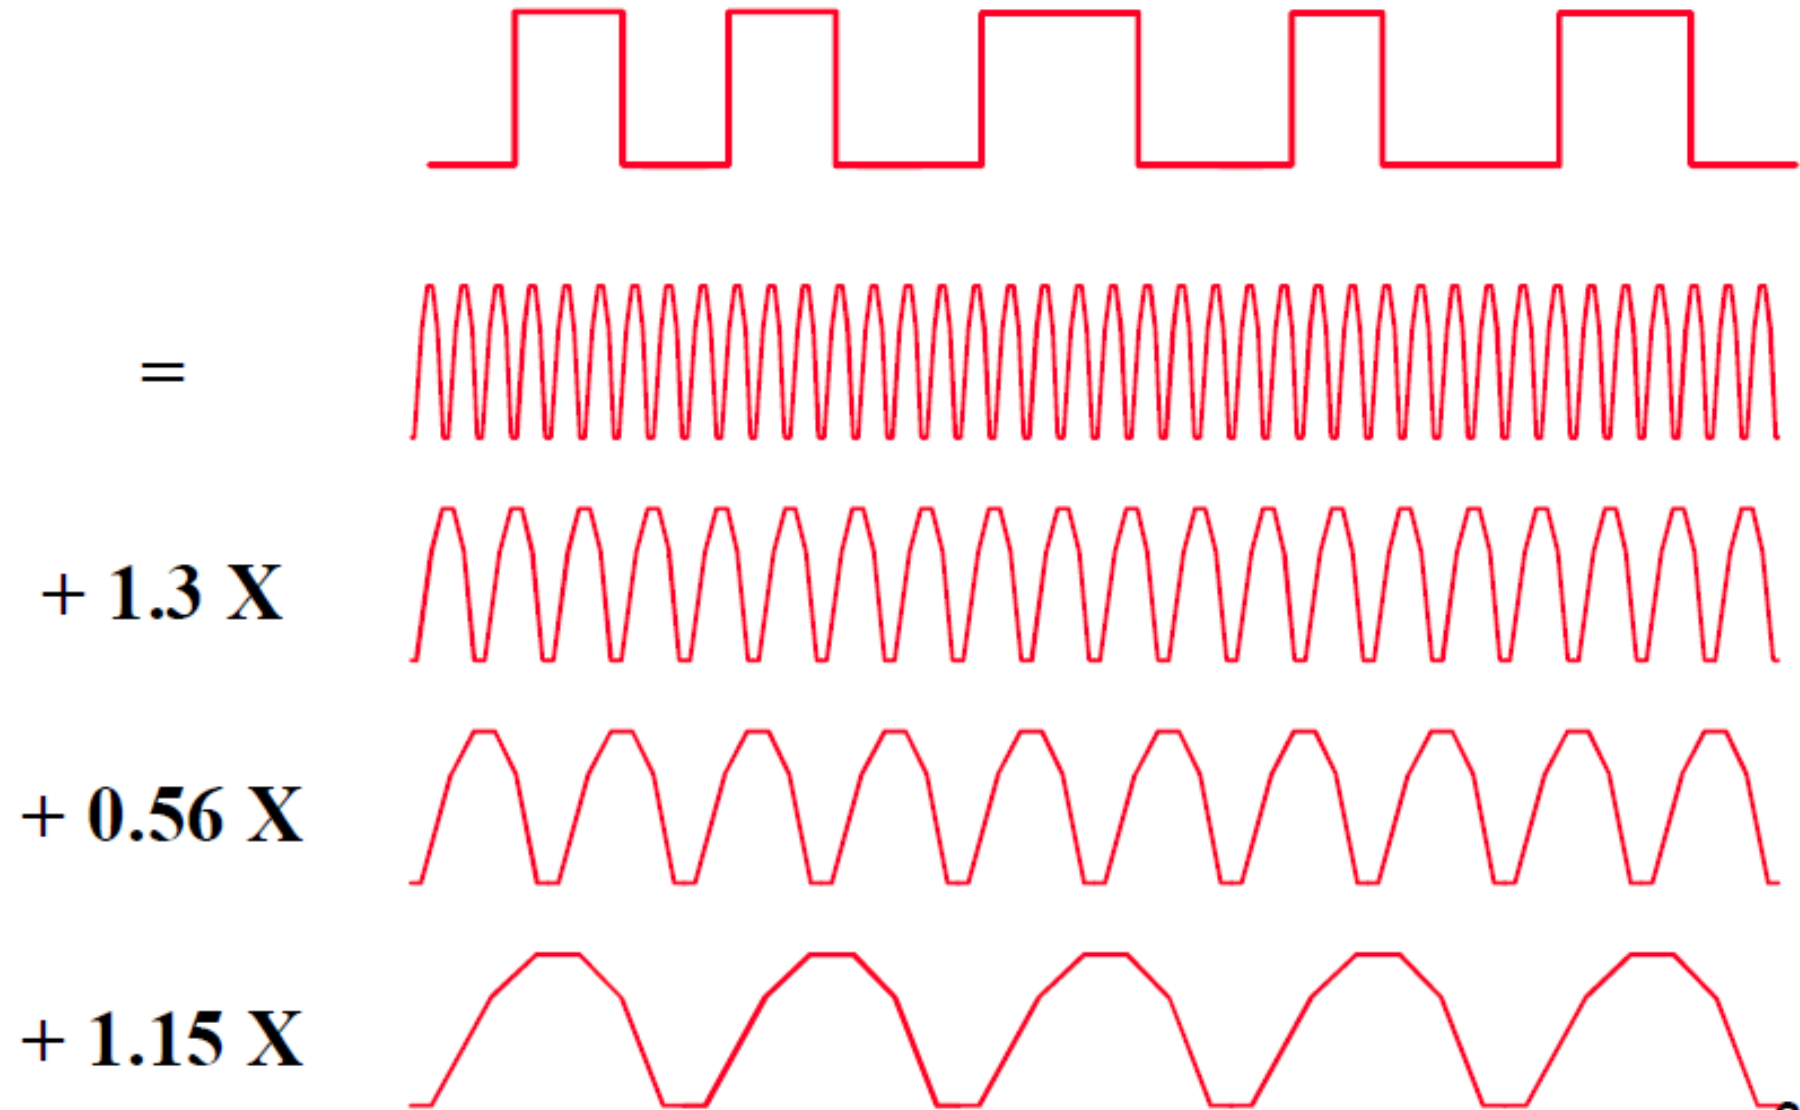 =
+ 1.3 X
+ 0.56 X
+ 1.15 X